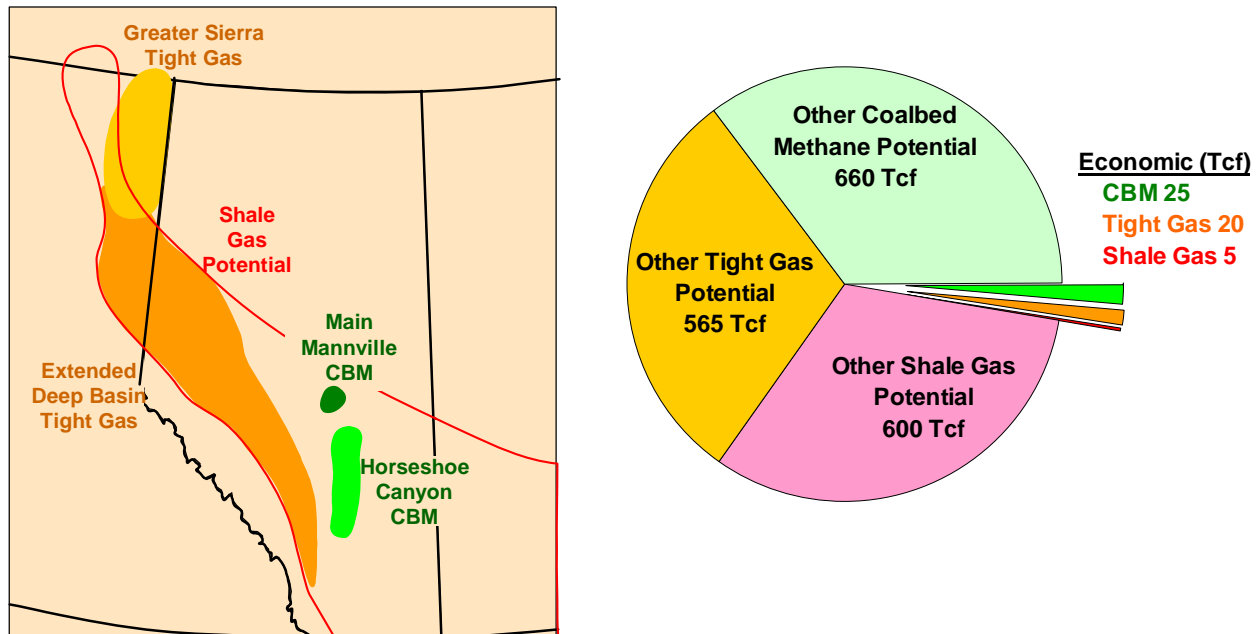 Greater Sierra
Tight Gas
Shale
Gas
Potential
Main
Mannville
CBM
Extended
Deep Basin
Tight Gas
Horseshoe
Canyon
CBM
Other Coalbed
Methane Potential
660 Tcf
Other Tight Gas
Potential
565 Tcf
Other Shale Gas
Potential
600 Tcf
Economic (Tcf)
CBM 25
Tight Gas 20
Shale Gas 5